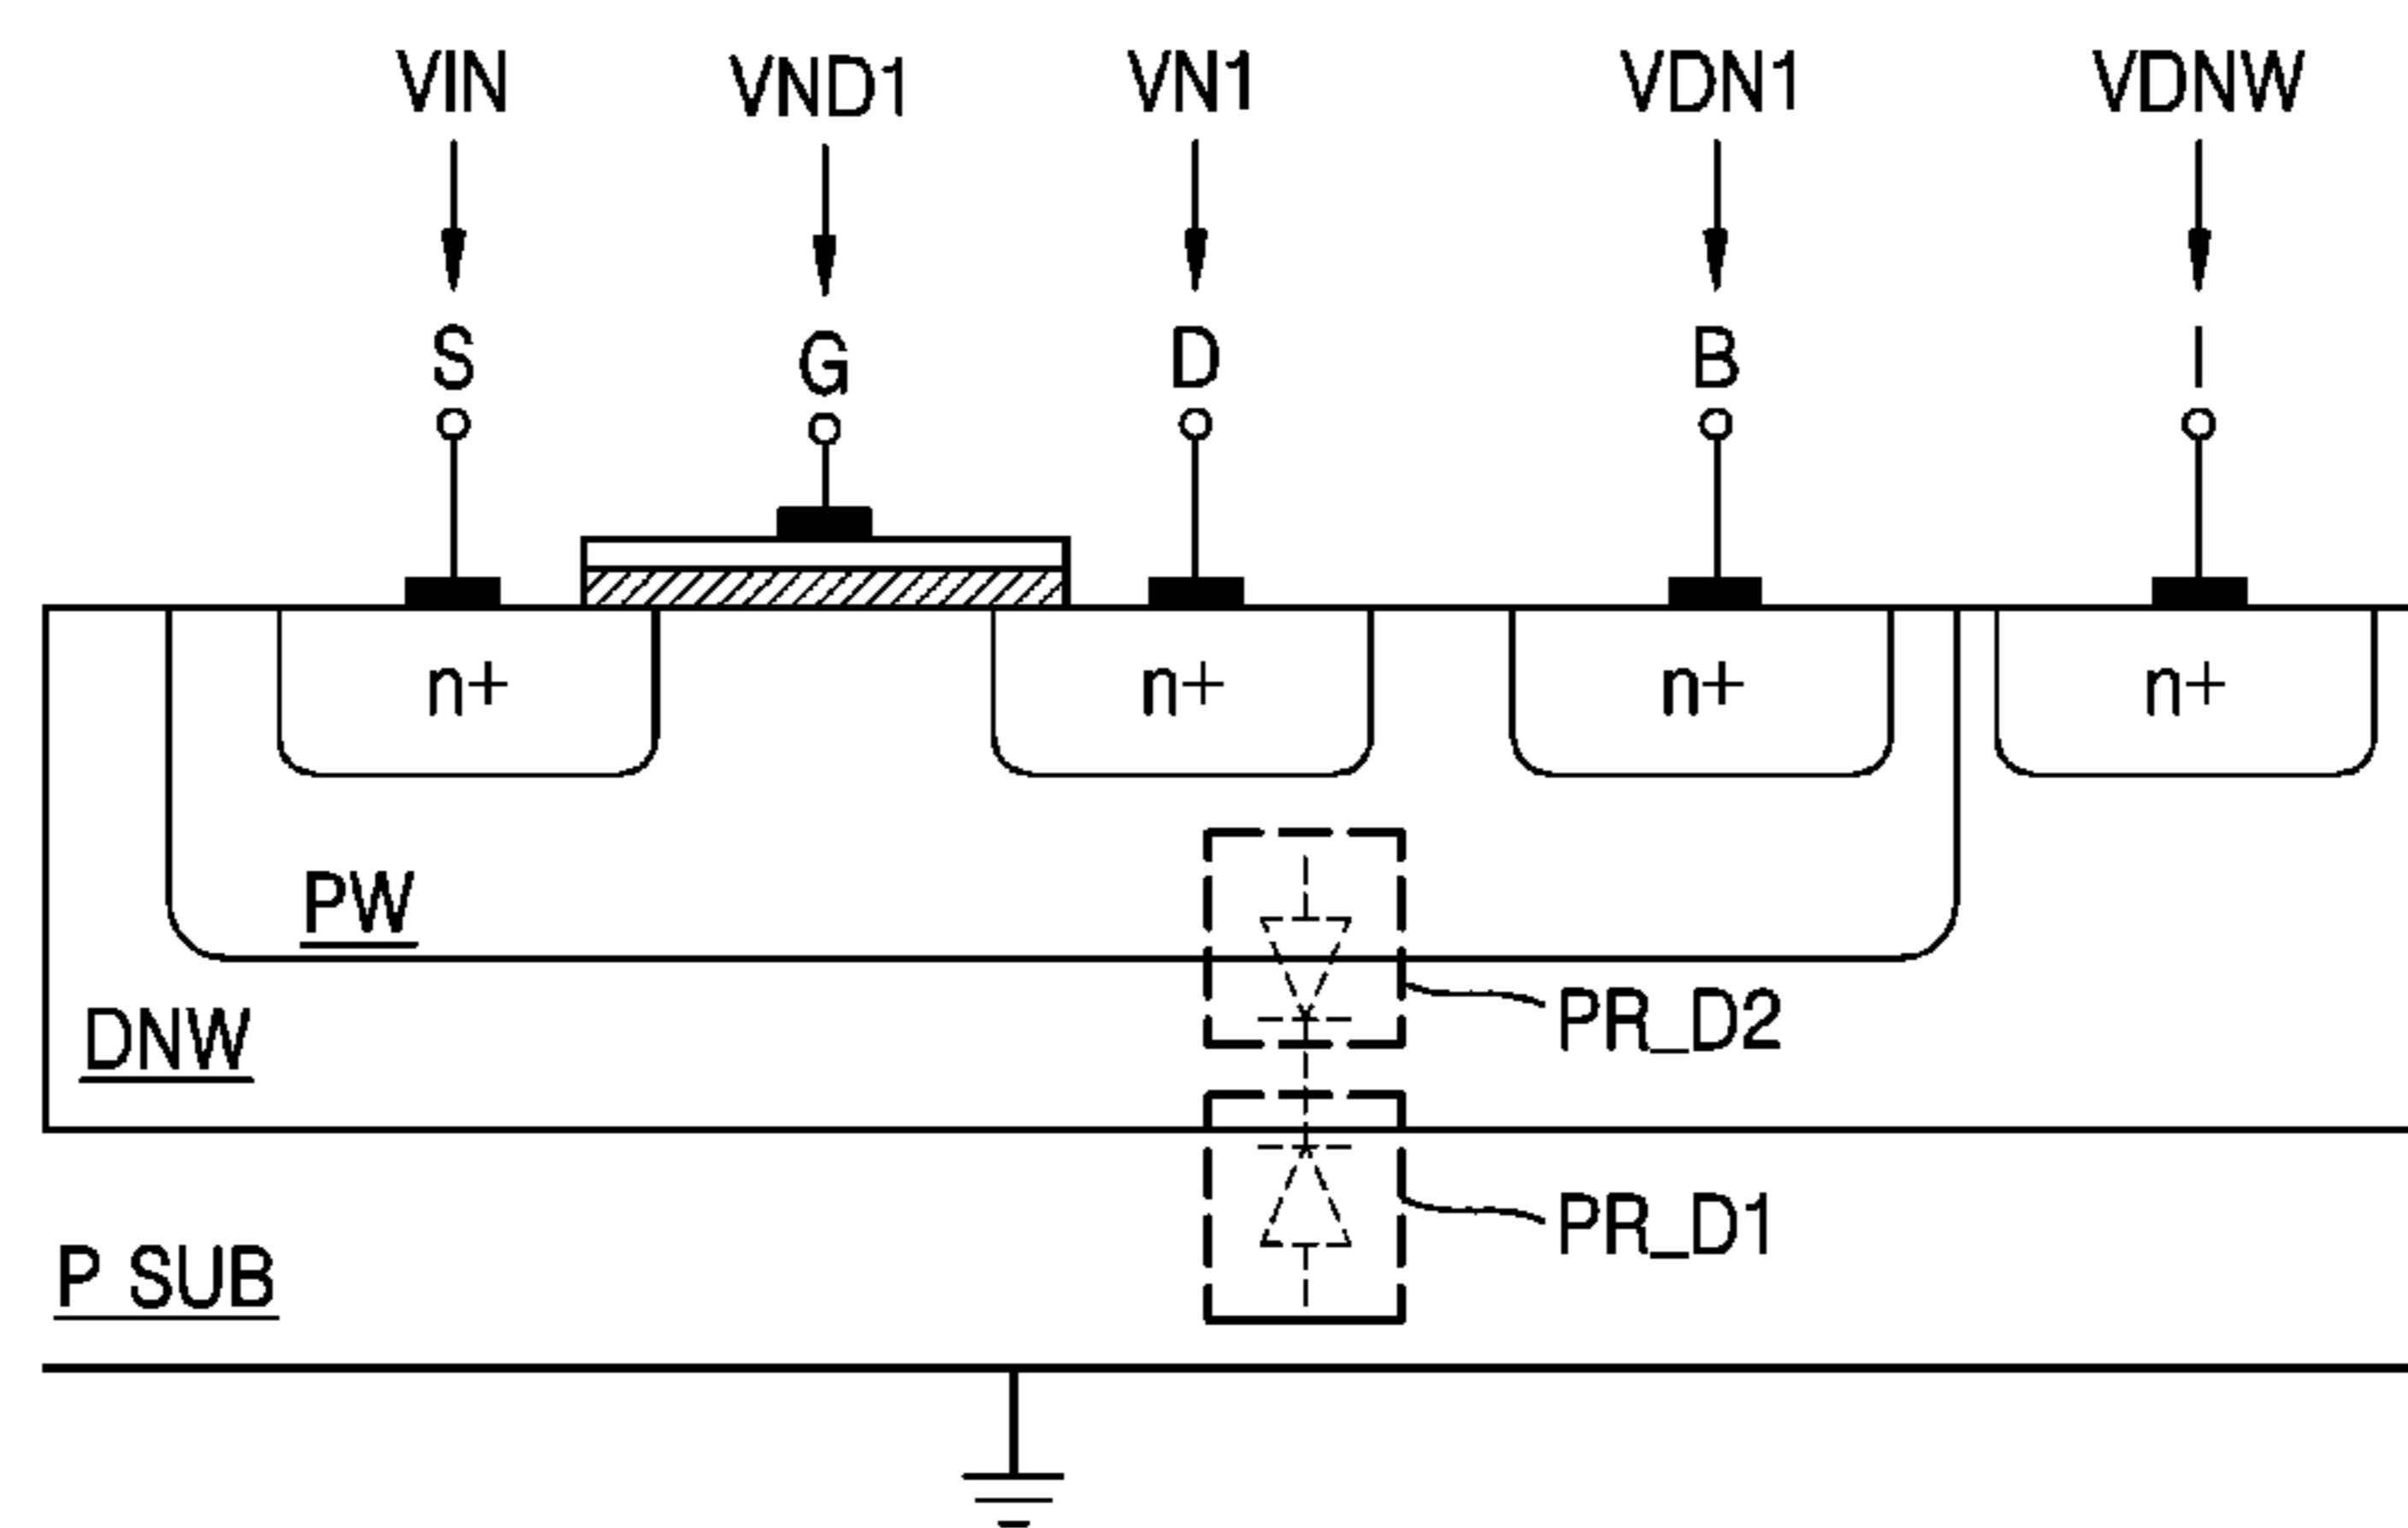 VIN VND1 VN1 VDN1 VDNW
S G D B I
n+ n+ n+ n+
PW
DNW
PR_D2
PR_D1
P SUB